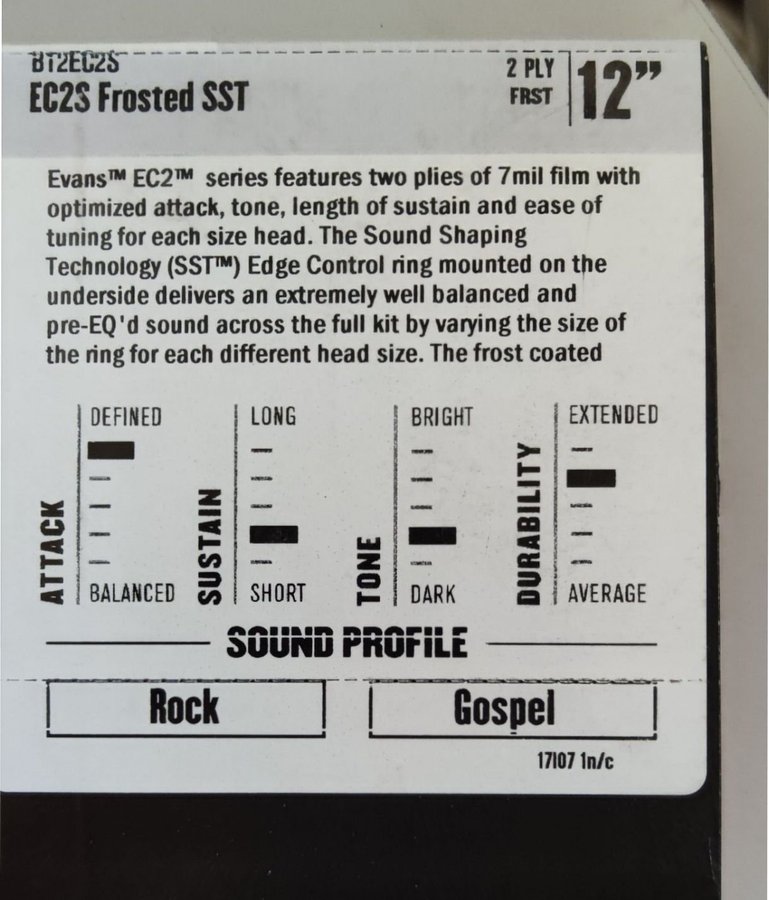 BT2EC2S
EC2S Frosted SST
2 PLY
FRST
12”
Evans™ EC2™ series features two plies of 7mil film with
optimized attack, tone, length of sustain and ease of
tuning for each size head. The Sound Shaping
Technology (SST™) Edge Control ring mounted on the
underside delivers an extremely well balanced and
pre-EQ'd sound across the full kit by varying the size of
the ring for each different head size. The frost coated
ATTACK
DEFINED
BALANCED
SUSTAIN
LONG
SHORT
TONE
BRIGHT
DARK
DURABILITY
EXTENDED
AVERAGE
SOUND PROFILE
Rock
Gospel
17107 1n/c